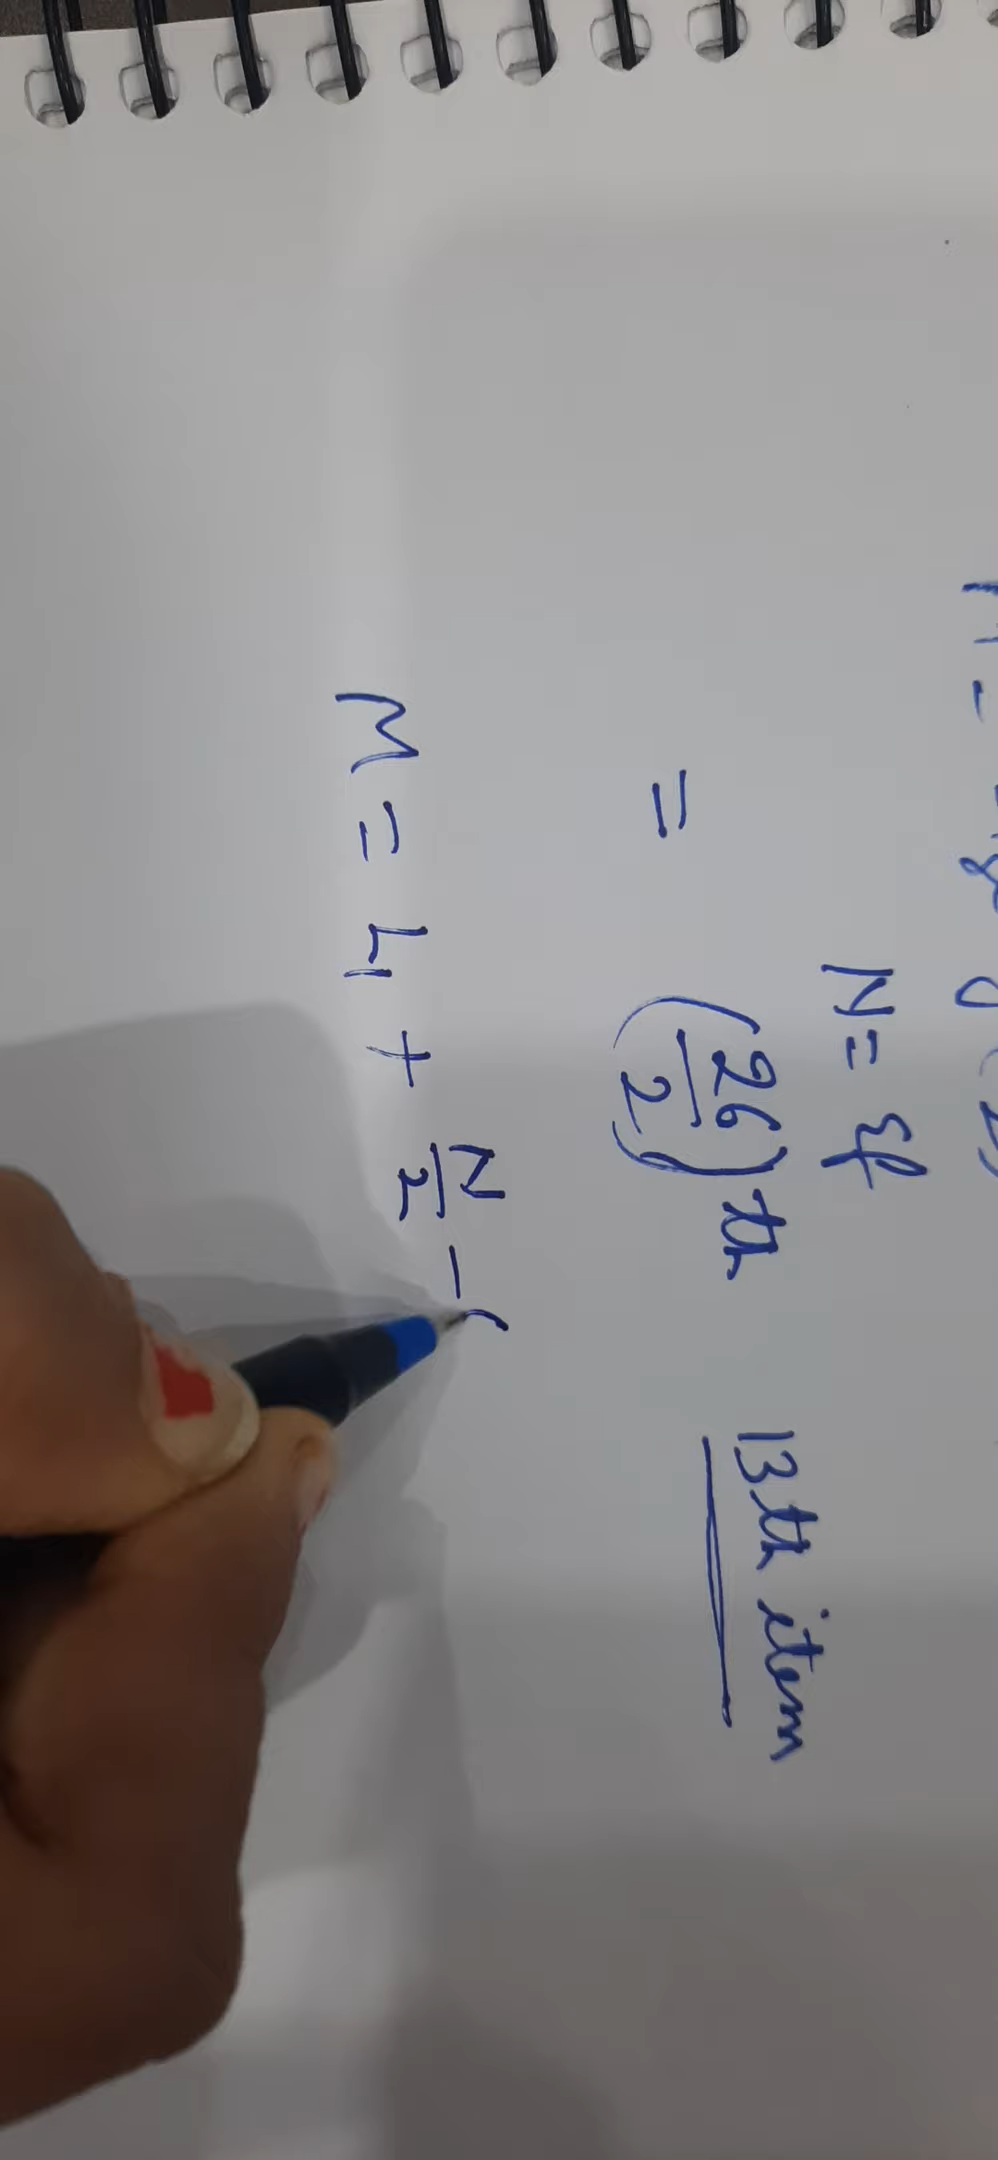 N = Σf
= (26/2)th 13th item
M = L1 + N/2 - C